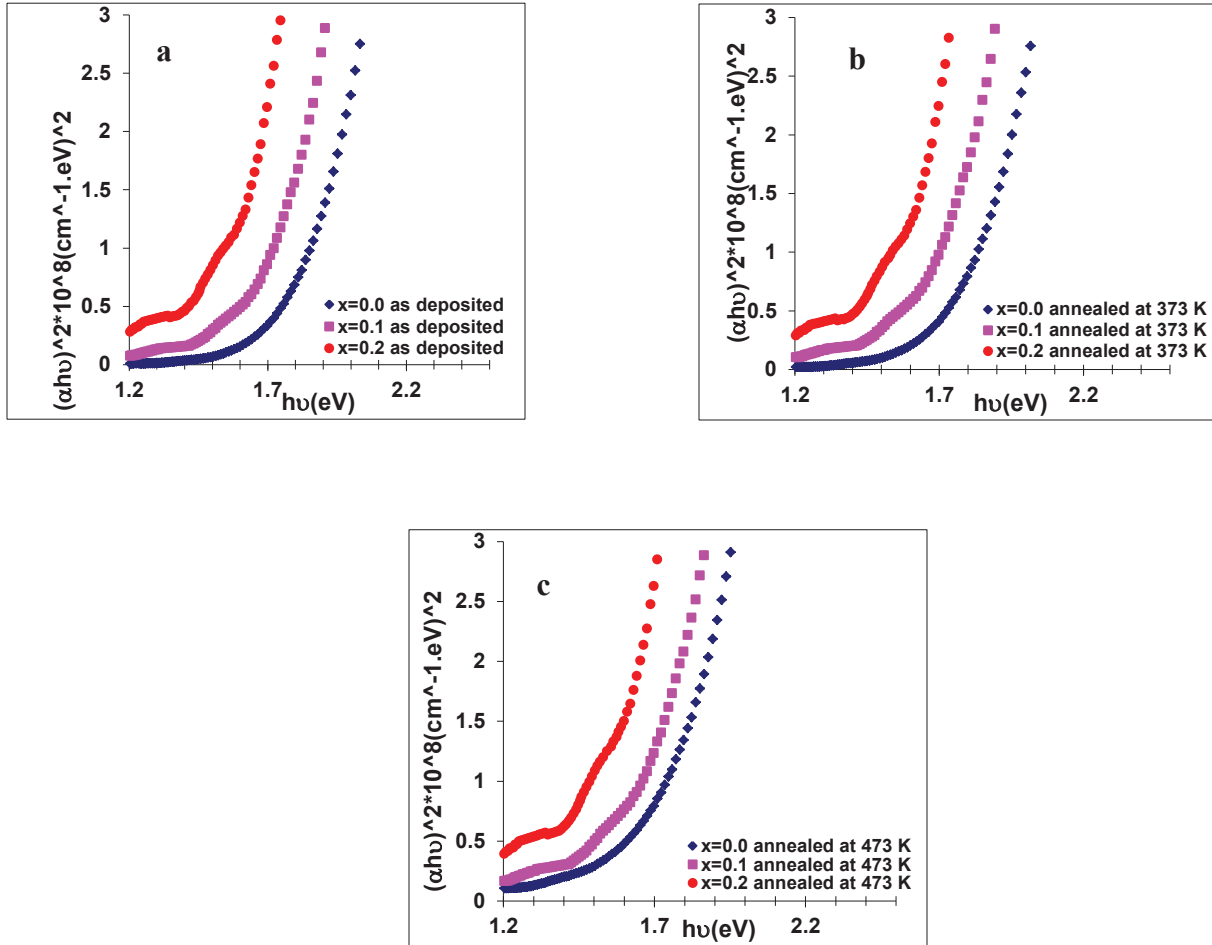 a
(αhυ)^2*10^8(cm^-1.eV)^2
3
2.5
2
1.5
1
0.5
0
1.2
1.7
2.2
hυ(eV)
x=0.0 as deposited
x=0.1 as deposited
x=0.2 as deposited
b
(αhυ)^2*10^8(cm^-1.eV)^2
3
2.5
2
1.5
1
0.5
0
1.2
1.7
2.2
hυ(eV)
x=0.0 annealed at 373 K
x=0.1 annealed at 373 K
x=0.2 annealed at 373 K
c
(αhυ)^2*10^8(cm^-1.eV)^2
3
2.5
2
1.5
1
0.5
0
1.2
1.7
2.2
hυ(eV)
x=0.0 annealed at 473 K
x=0.1 annealed at 473 K
x=0.2 annealed at 473 K